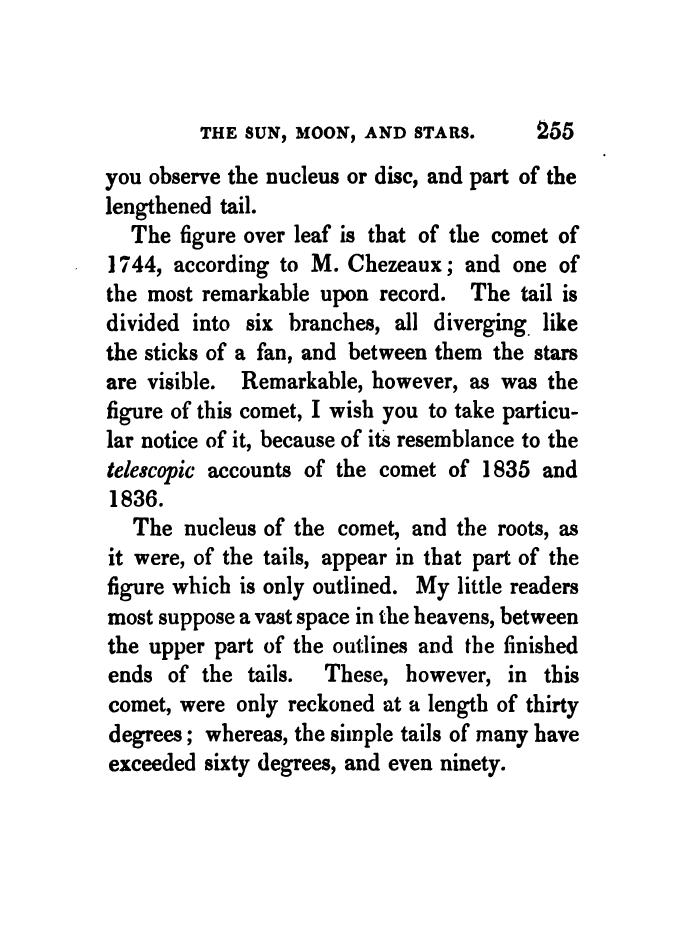 THE SUN, MOON, AND STARS. 255
you observe the nucleus or disc, and part of the
lengthened tail.
The figure over leaf is that of the comet of
1744, according to M. Chezeaux; and one of
the most remarkable upon record. The tail is
divided into six branches, all diverging like
the sticks of a fan, and between them the stars
are visible. Remarkable, however, as was the
figure of this comet, I wish you to take particu-
lar notice of it, because of its resemblance to the
telescopic accounts of the comet of 1835 and
1836.
The nucleus of the comet, and the roots, as
it were, of the tails, appear in that part of the
figure which is only outlined. My little readers
most suppose a vast space in the heavens, between
the upper part of the outlines and the finished
ends of the tails. These, however, in this
comet, were only reckoned at a length of thirty
degrees; whereas, the simple tails of many have
exceeded sixty degrees, and even ninety.